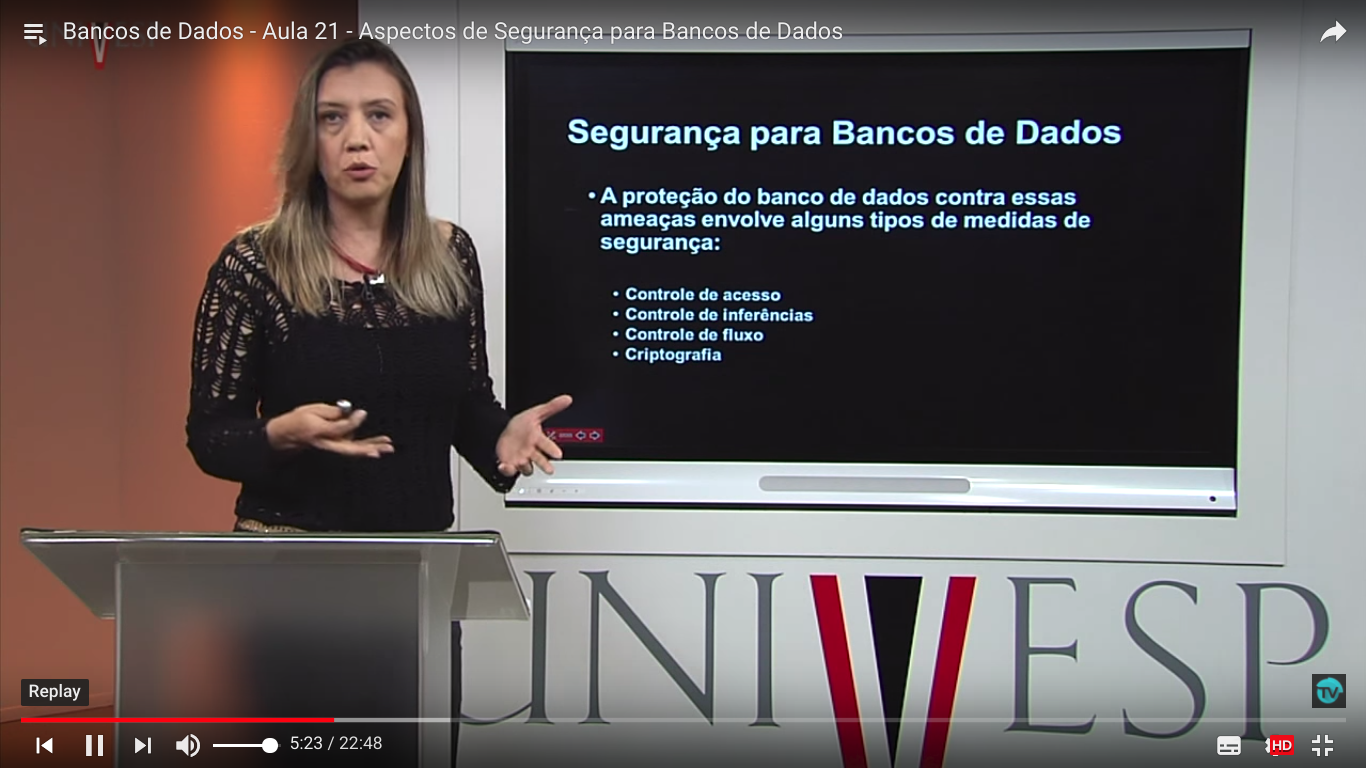 Bancos de Dados - Aula 21 - Aspectos de Segurança para Bancos de Dados
Segurança para Bancos de Dados
• A proteção do banco de dados contra essas
ameaças envolve alguns tipos de medidas de
segurança:
• Controle de acesso
• Controle de inferências
• Controle de fluxo
• Criptografia
UNIVESP
Replay
TV
5:23 / 22:48
HD